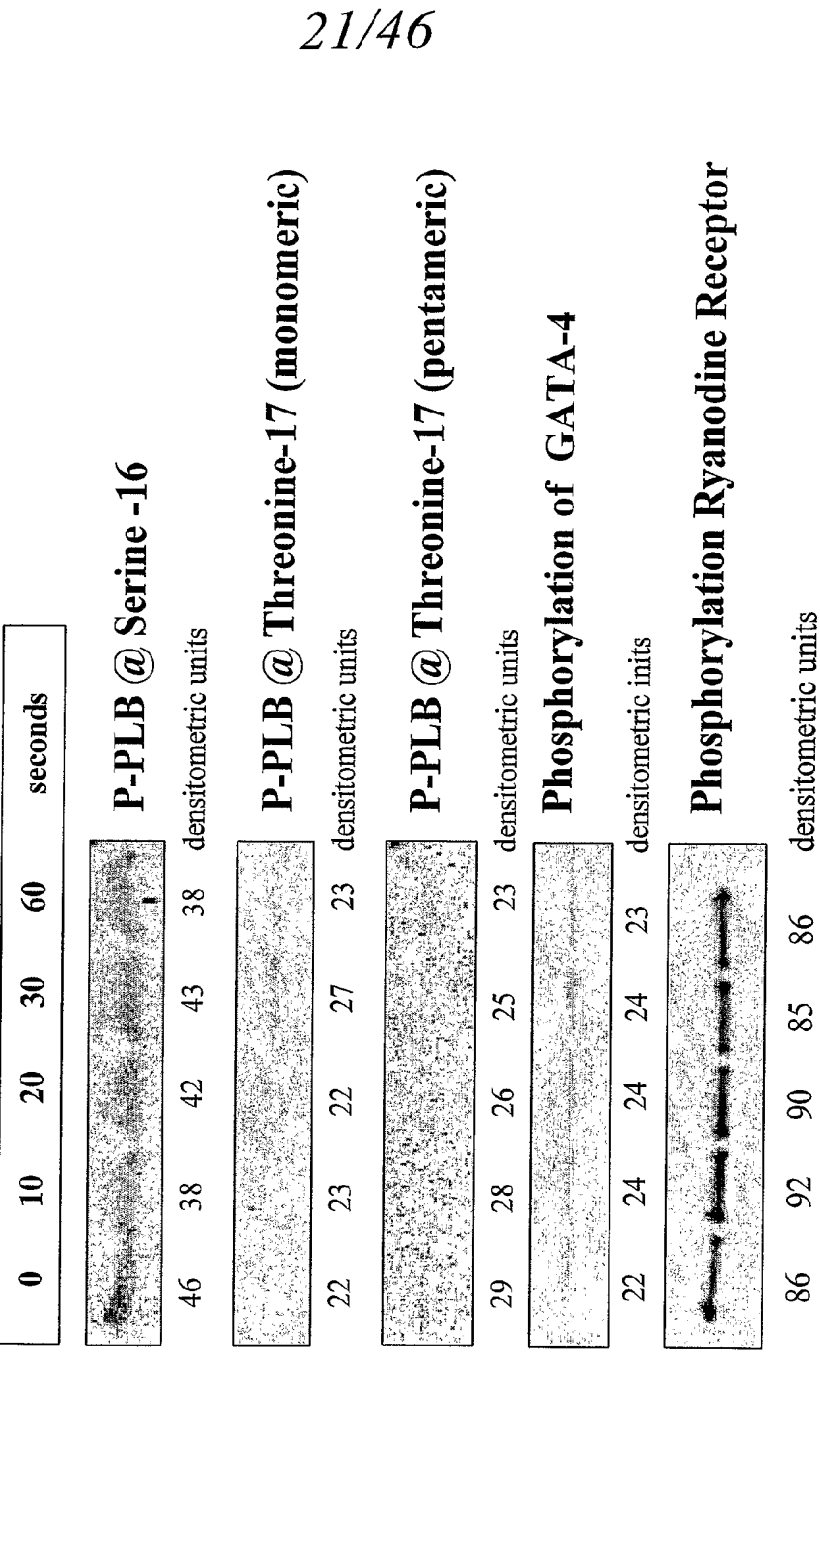 21/46
0 10 20 30 60 seconds
P-PLB @ Serine -16
46 38 42 43 38 densitometric units
P-PLB @ Threonine-17 (monomeric)
22 23 22 27 23 densitometric units
P-PLB @ Threonine-17 (pentameric)
29 28 26 25 23 densitometric units
Phosphorylation of GATA-4
22 24 24 24 23 densitometric inits
Phosphorylation Ryanodine Receptor
86 92 90 85 86 densitometric units